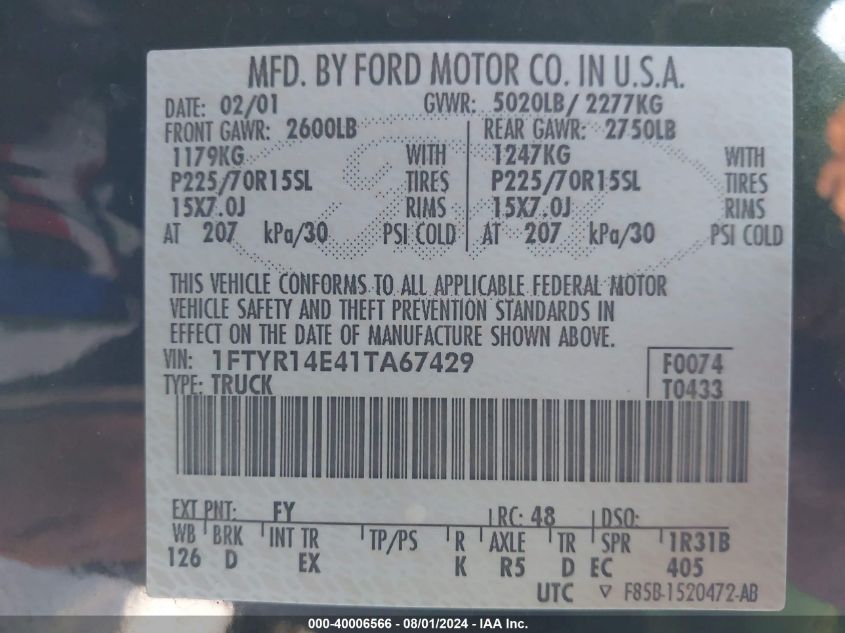 MFD. BY FORD MOTOR CO. IN U.S.A.
DATE: 02/01 GVWR: 5020LB/ 2277KG
FRONT GAWR: 2600LB REAR GAWR: 2750LB
1179KG WITH 1247KG WITH
P225/70R15SL TIRES P225/70R15SL TIRES
15X7.0J RIMS 15X7.0J RIMS
AT 207 kPa/30 PSI COLD AT 207 kPa/30 PSI COLD
THIS VEHICLE CONFORMS TO ALL APPLICABLE FEDERAL MOTOR
VEHICLE SAFETY AND THEFT PREVENTION STANDARDS IN
EFFECT ON THE DATE OF MANUFACTURE SHOWN ABOVE.
VIN: 1FTYR14E41TA67429 F0074
TYPE: TRUCK T0433
EXT PNT: FY RC: 48 DSO:
WB BRK INT TR TP/PS R AXLE TR SPR 1R31B
126 D EX K R5 D EC 405
UTC ▽ F85B-1520472-AB
000-40006566 - 08/01/2024 - IAA Inc.